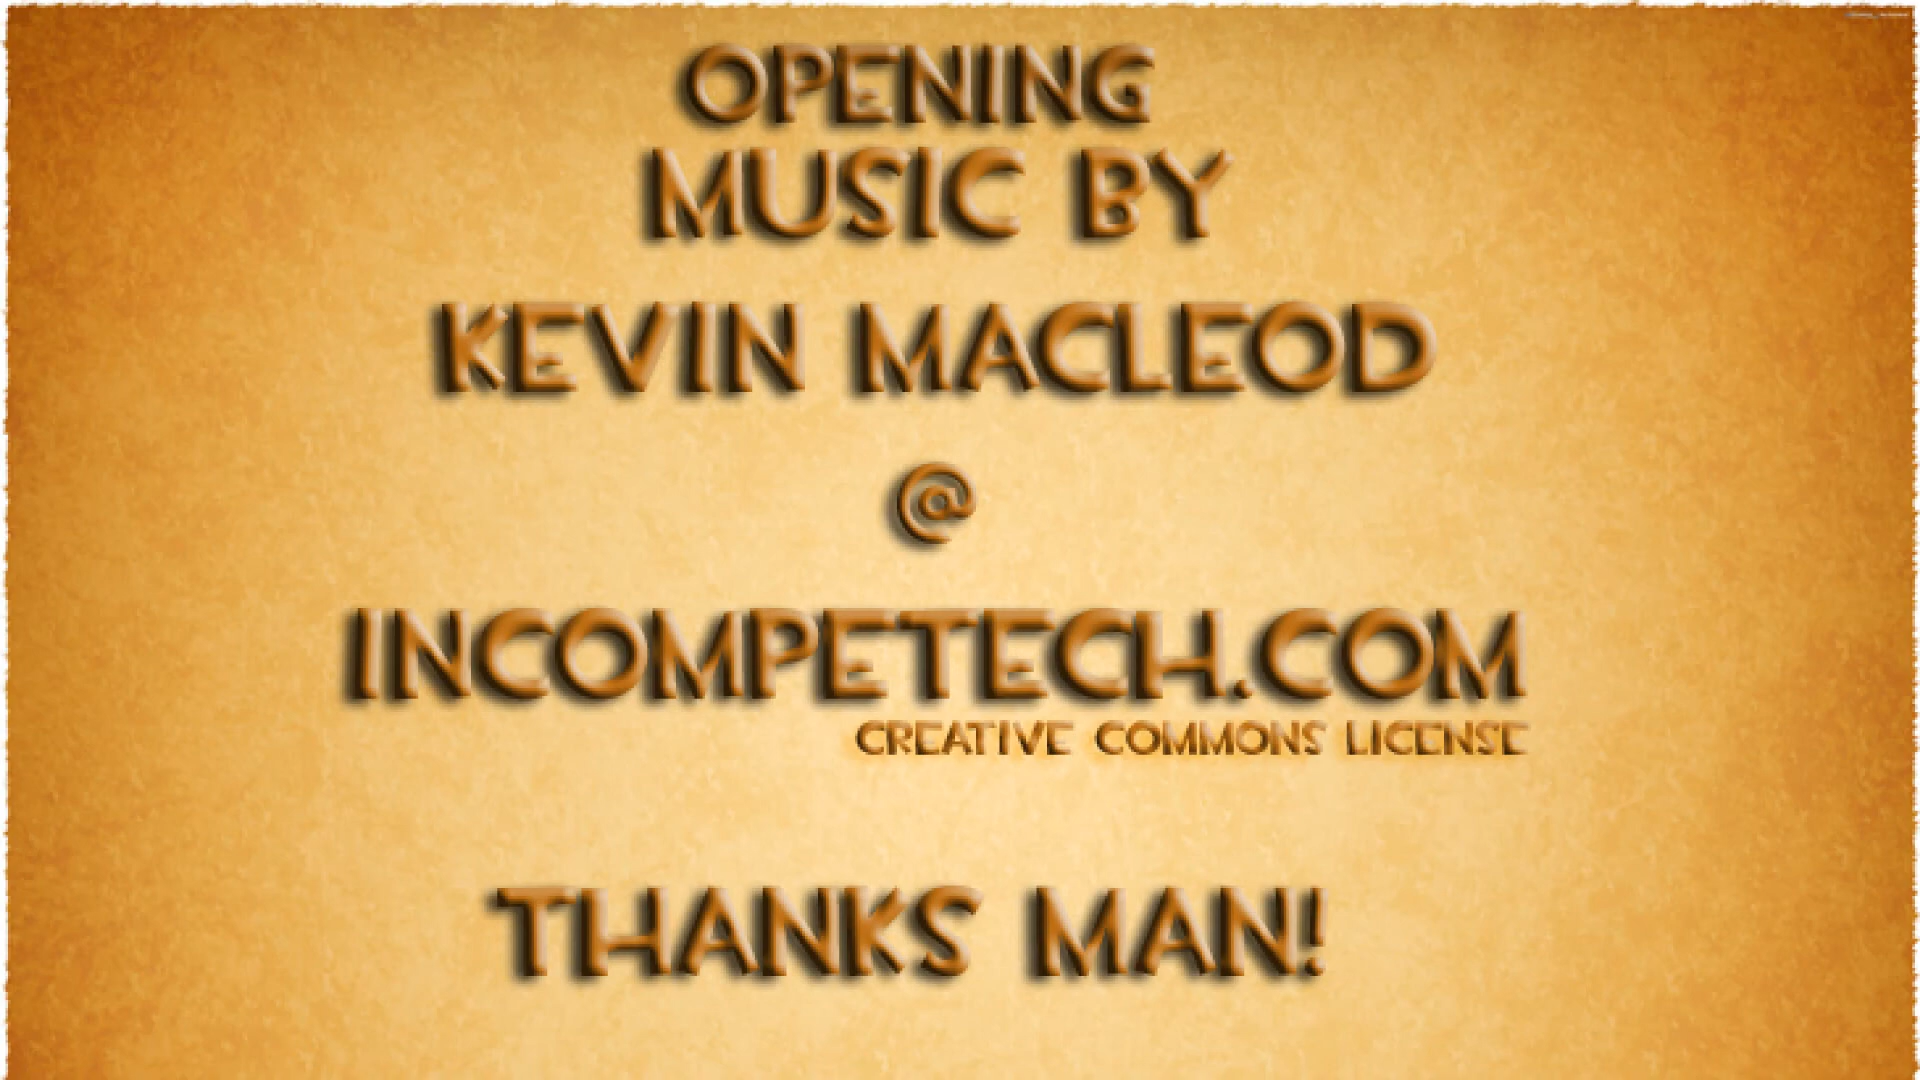 OPENING
MUSIC BY
KEVIN MACLEOD
@
INCOMPETECH.COM
CREATIVE COMMONS LICENSE
THANKS MAN!